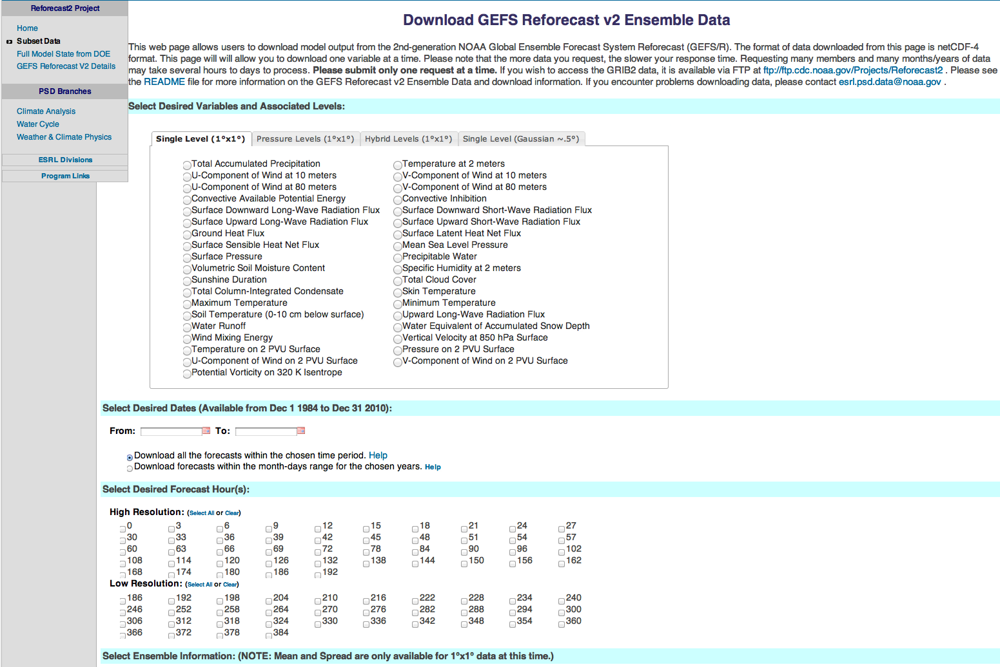 Reforecast2 Project
Home
Subset Data
Full Model State from DOE
GEFS Reforecast V2 Details
PSD Branches
Climate Analysis
Water Cycle
Weather & Climate Physics
ESRL Divisions
Program Links
Download GEFS Reforecast v2 Ensemble Data
This web page allows users to download model output from the 2nd-generation NOAA Global Ensemble Forecast System Reforecast (GEFS/R). The format of data downloaded from this page is netCDF-4
format. This page will will allow you to download one variable at a time. Please note that the more data you request, the slower your response time. Requesting many members and many months/years of data
may take several hours to days to process. Please submit only one request at a time. If you wish to access the GRIB2 data, it is available via FTP at ftp://ftp.cdc.noaa.gov/Projects/Reforecast2 . Please see
the README file for more information on the GEFS Reforecast v2 Ensemble Data and download information. If you encounter problems downloading data, please contact esrl.psd.data@noaa.gov .
Select Desired Variables and Associated Levels:
Single Level (1°x1°) Pressure Levels (1°x1°) Hybrid Levels (1°x1°) Single Level (Gaussian ~.5°)
Total Accumulated Precipitation Temperature at 2 meters
U-Component of Wind at 10 meters V-Component of Wind at 10 meters
U-Component of Wind at 80 meters V-Component of Wind at 80 meters
Convective Available Potential Energy Convective Inhibition
Surface Downward Long-Wave Radiation Flux Surface Downward Short-Wave Radiation Flux
Surface Upward Long-Wave Radiation Flux Surface Upward Short-Wave Radiation Flux
Ground Heat Flux Surface Latent Heat Net Flux
Surface Sensible Heat Net Flux Mean Sea Level Pressure
Surface Pressure Precipitable Water
Volumetric Soil Moisture Content Specific Humidity at 2 meters
Sunshine Duration Total Cloud Cover
Total Column-Integrated Condensate Skin Temperature
Maximum Temperature Minimum Temperature
Soil Temperature (0-10 cm below surface) Upward Long-Wave Radiation Flux
Water Runoff Water Equivalent of Accumulated Snow Depth
Wind Mixing Energy Vertical Velocity at 850 hPa Surface
Temperature on 2 PVU Surface Pressure on 2 PVU Surface
U-Component of Wind on 2 PVU Surface V-Component of Wind on 2 PVU Surface
Potential Vorticity on 320 K Isentrope
Select Desired Dates (Available from Dec 1 1984 to Dec 31 2010):
From: To:
Download all the forecasts within the chosen time period. Help
Download forecasts within the month-days range for the chosen years. Help
Select Desired Forecast Hour(s):
High Resolution: (Select All or Clear)
0 3 6 9 12 15 18 21 24 27
30 33 36 39 42 45 48 51 54 57
60 63 66 69 72 78 84 90 96 102
108 114 120 126 132 138 144 150 156 162
168 174 180 186 192
Low Resolution: (Select All or Clear)
186 192 198 204 210 216 222 228 234 240
246 252 258 264 270 276 282 288 294 300
306 312 318 324 330 336 342 348 354 360
366 372 378 384
Select Ensemble Information: (NOTE: Mean and Spread are only available for 1°x1° data at this time.)